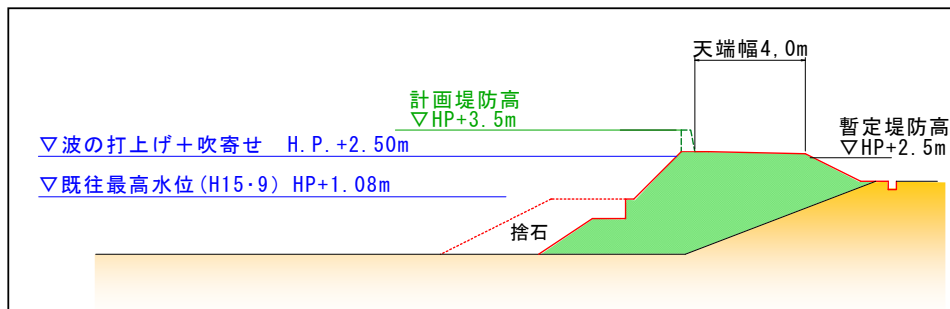 天端幅4,0m
計画堤防高
▽HP+3.5m
▽波の打上げ+吹寄せ H.P.+2.50m
暫定堤防高
▽HP+2.5m
▽既往最高水位(H15･9) HP+1.08m
捨石